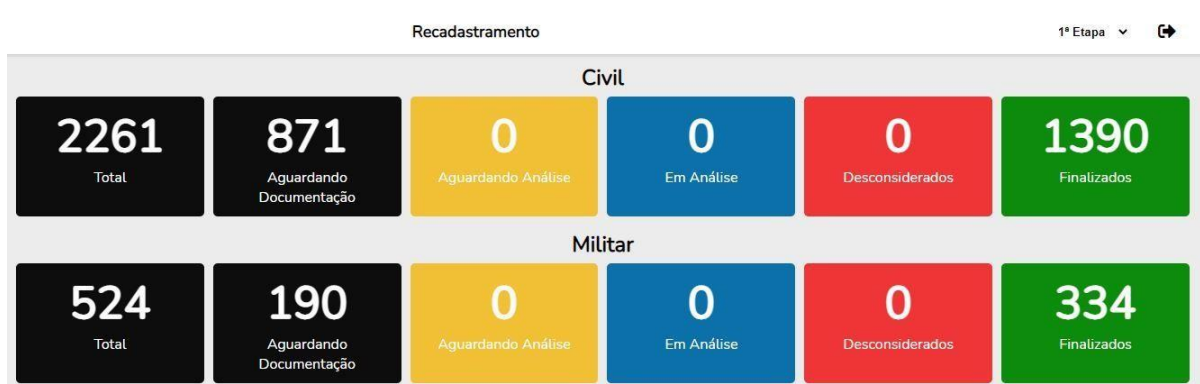 Recadastramento
1ª Etapa
Civil
2261
Total
871
Aguardando
Documentação
0
Aguardando Análise
0
Em Análise
0
Desconsiderados
1390
Finalizados
Militar
524
Total
190
Aguardando
Documentação
0
Aguardando Análise
0
Em Análise
0
Desconsiderados
334
Finalizados